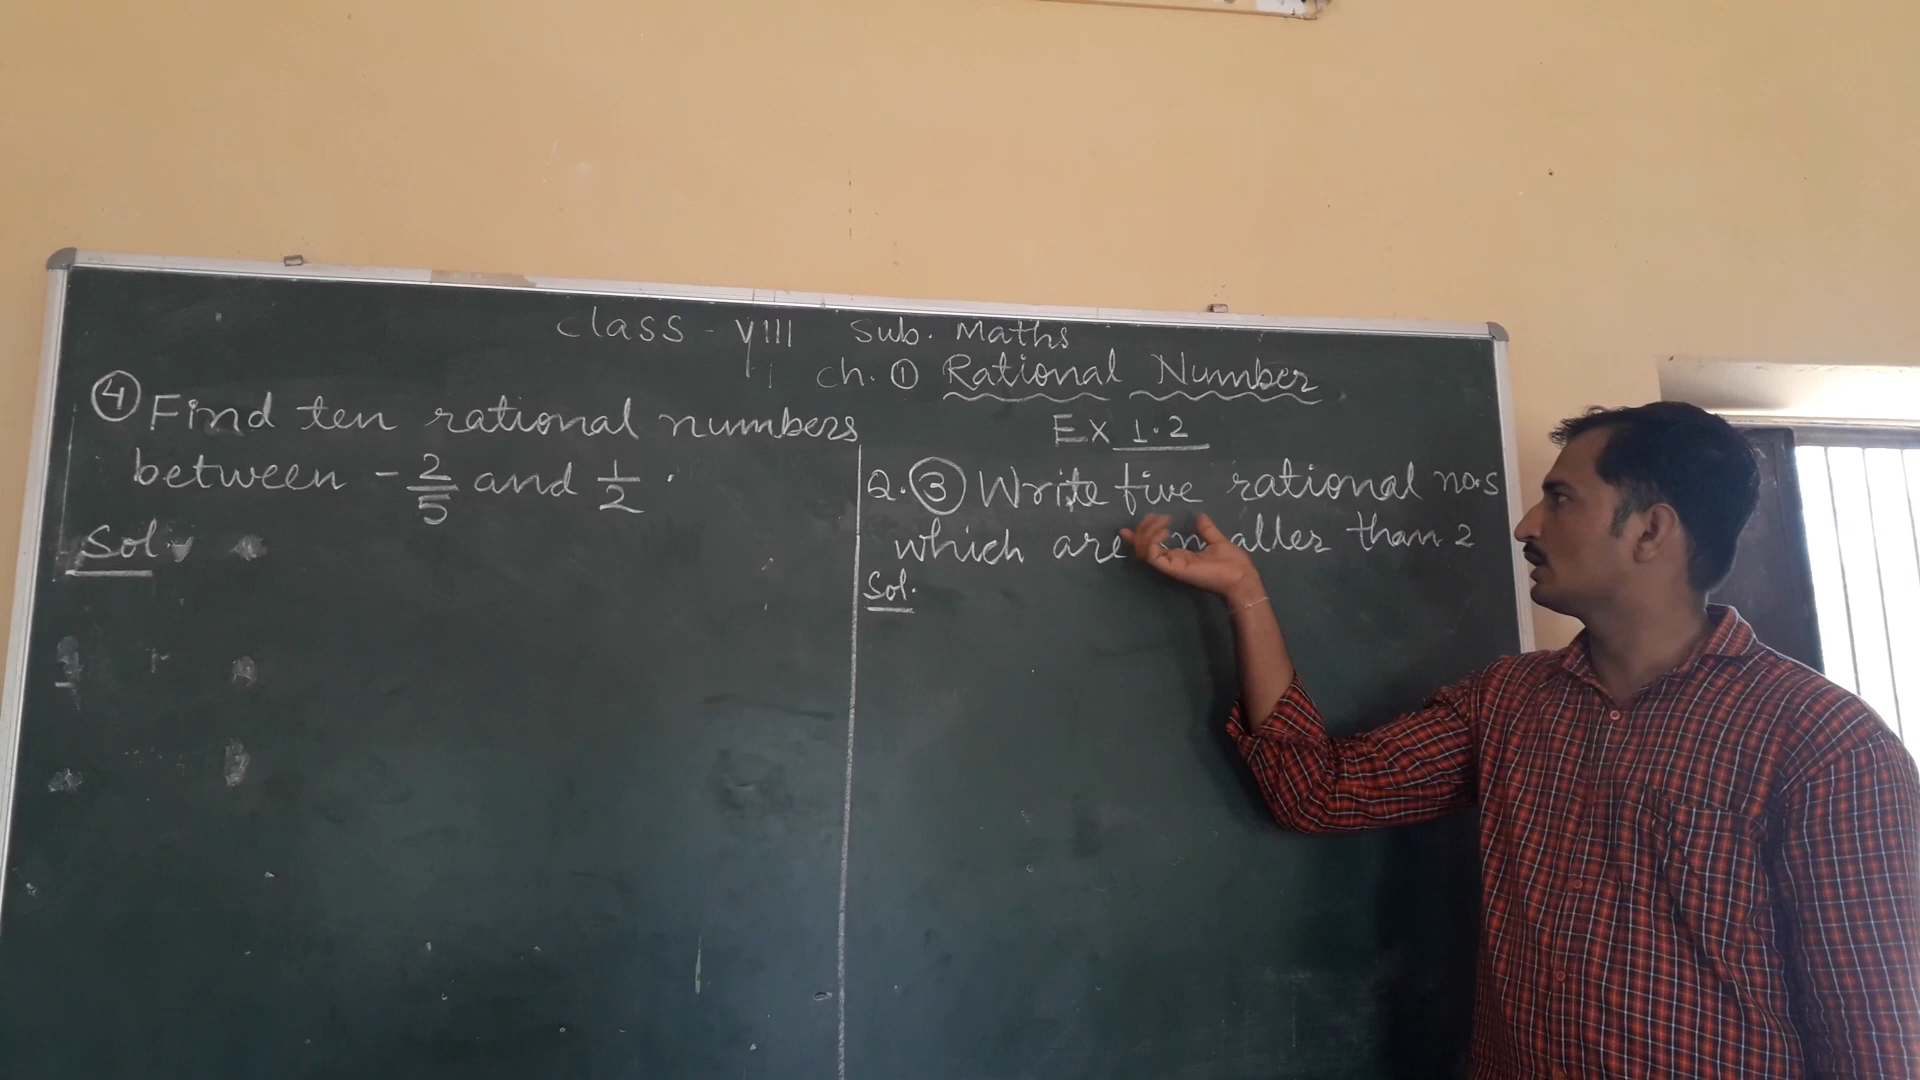 Class - VIII Sub. Maths
Ch. ① Rational Number
④ Find ten rational numbers
between - 2/5 and 1/2.
Sol.
Ex 1.2
Q. ③ Write five rational no.s
which are smaller than 2
Sol.